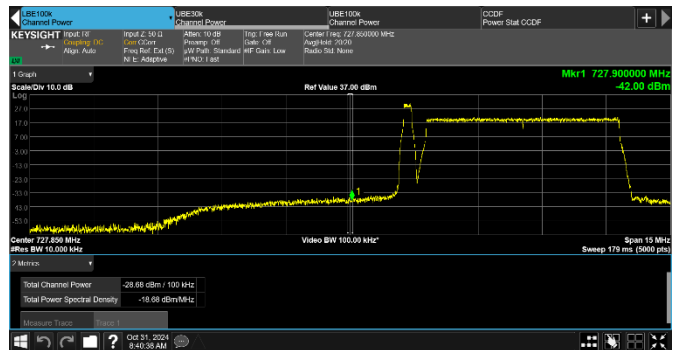 LBE100k
Channel Power
UBE30k
Channel Power
UBE100k
Channel Power
CCDF
Power Stat CCDF
KEYSIGHT
Input: RF
Coupling: DC
Align: Auto
Input Z: 50 Ω
Corr CCorr
Freq Ref: Ext (S)
NFE: Adaptive
Atten: 10 dB
Preamp: Off
µW Path: Standard
#PNO: Fast
Trig: Free Run
Gate: Off
#IF Gain: Low
Center Freq: 727.850000 MHz
Avg|Hold: 20/20
Radio Std: None
1 Graph
Scale/Div 10.0 dB
Ref Value 37.00 dBm
Mkr1 727.900000 MHz
-42.00 dBm
Log
27.0
17.0
7.00
-3.00
-13.0
-23.0
-33.0
-43.0
-53.0
1
Center 727.850 MHz
#Res BW 10.000 kHz
Video BW 100.00 kHz*
Span 15 MHz
Sweep 179 ms (5000 pts)
2 Metrics
Total Channel Power -28.68 dBm / 100 kHz
Total Power Spectral Density -18.68 dBm/MHz
Measure Trace Trace 1
?
Oct 31, 2024
8:40:36 AM